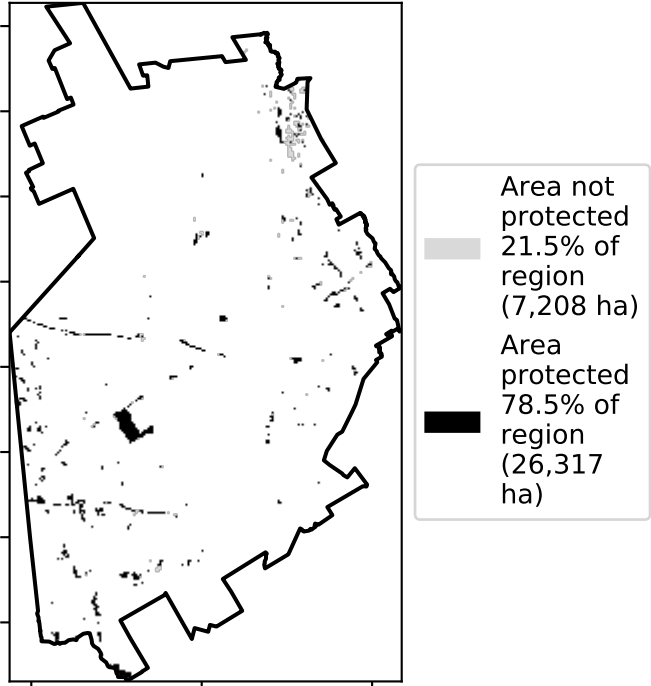 Area not
protected
21.5% of
region
(7,208 ha)
Area
protected
78.5% of
region
(26,317
ha)